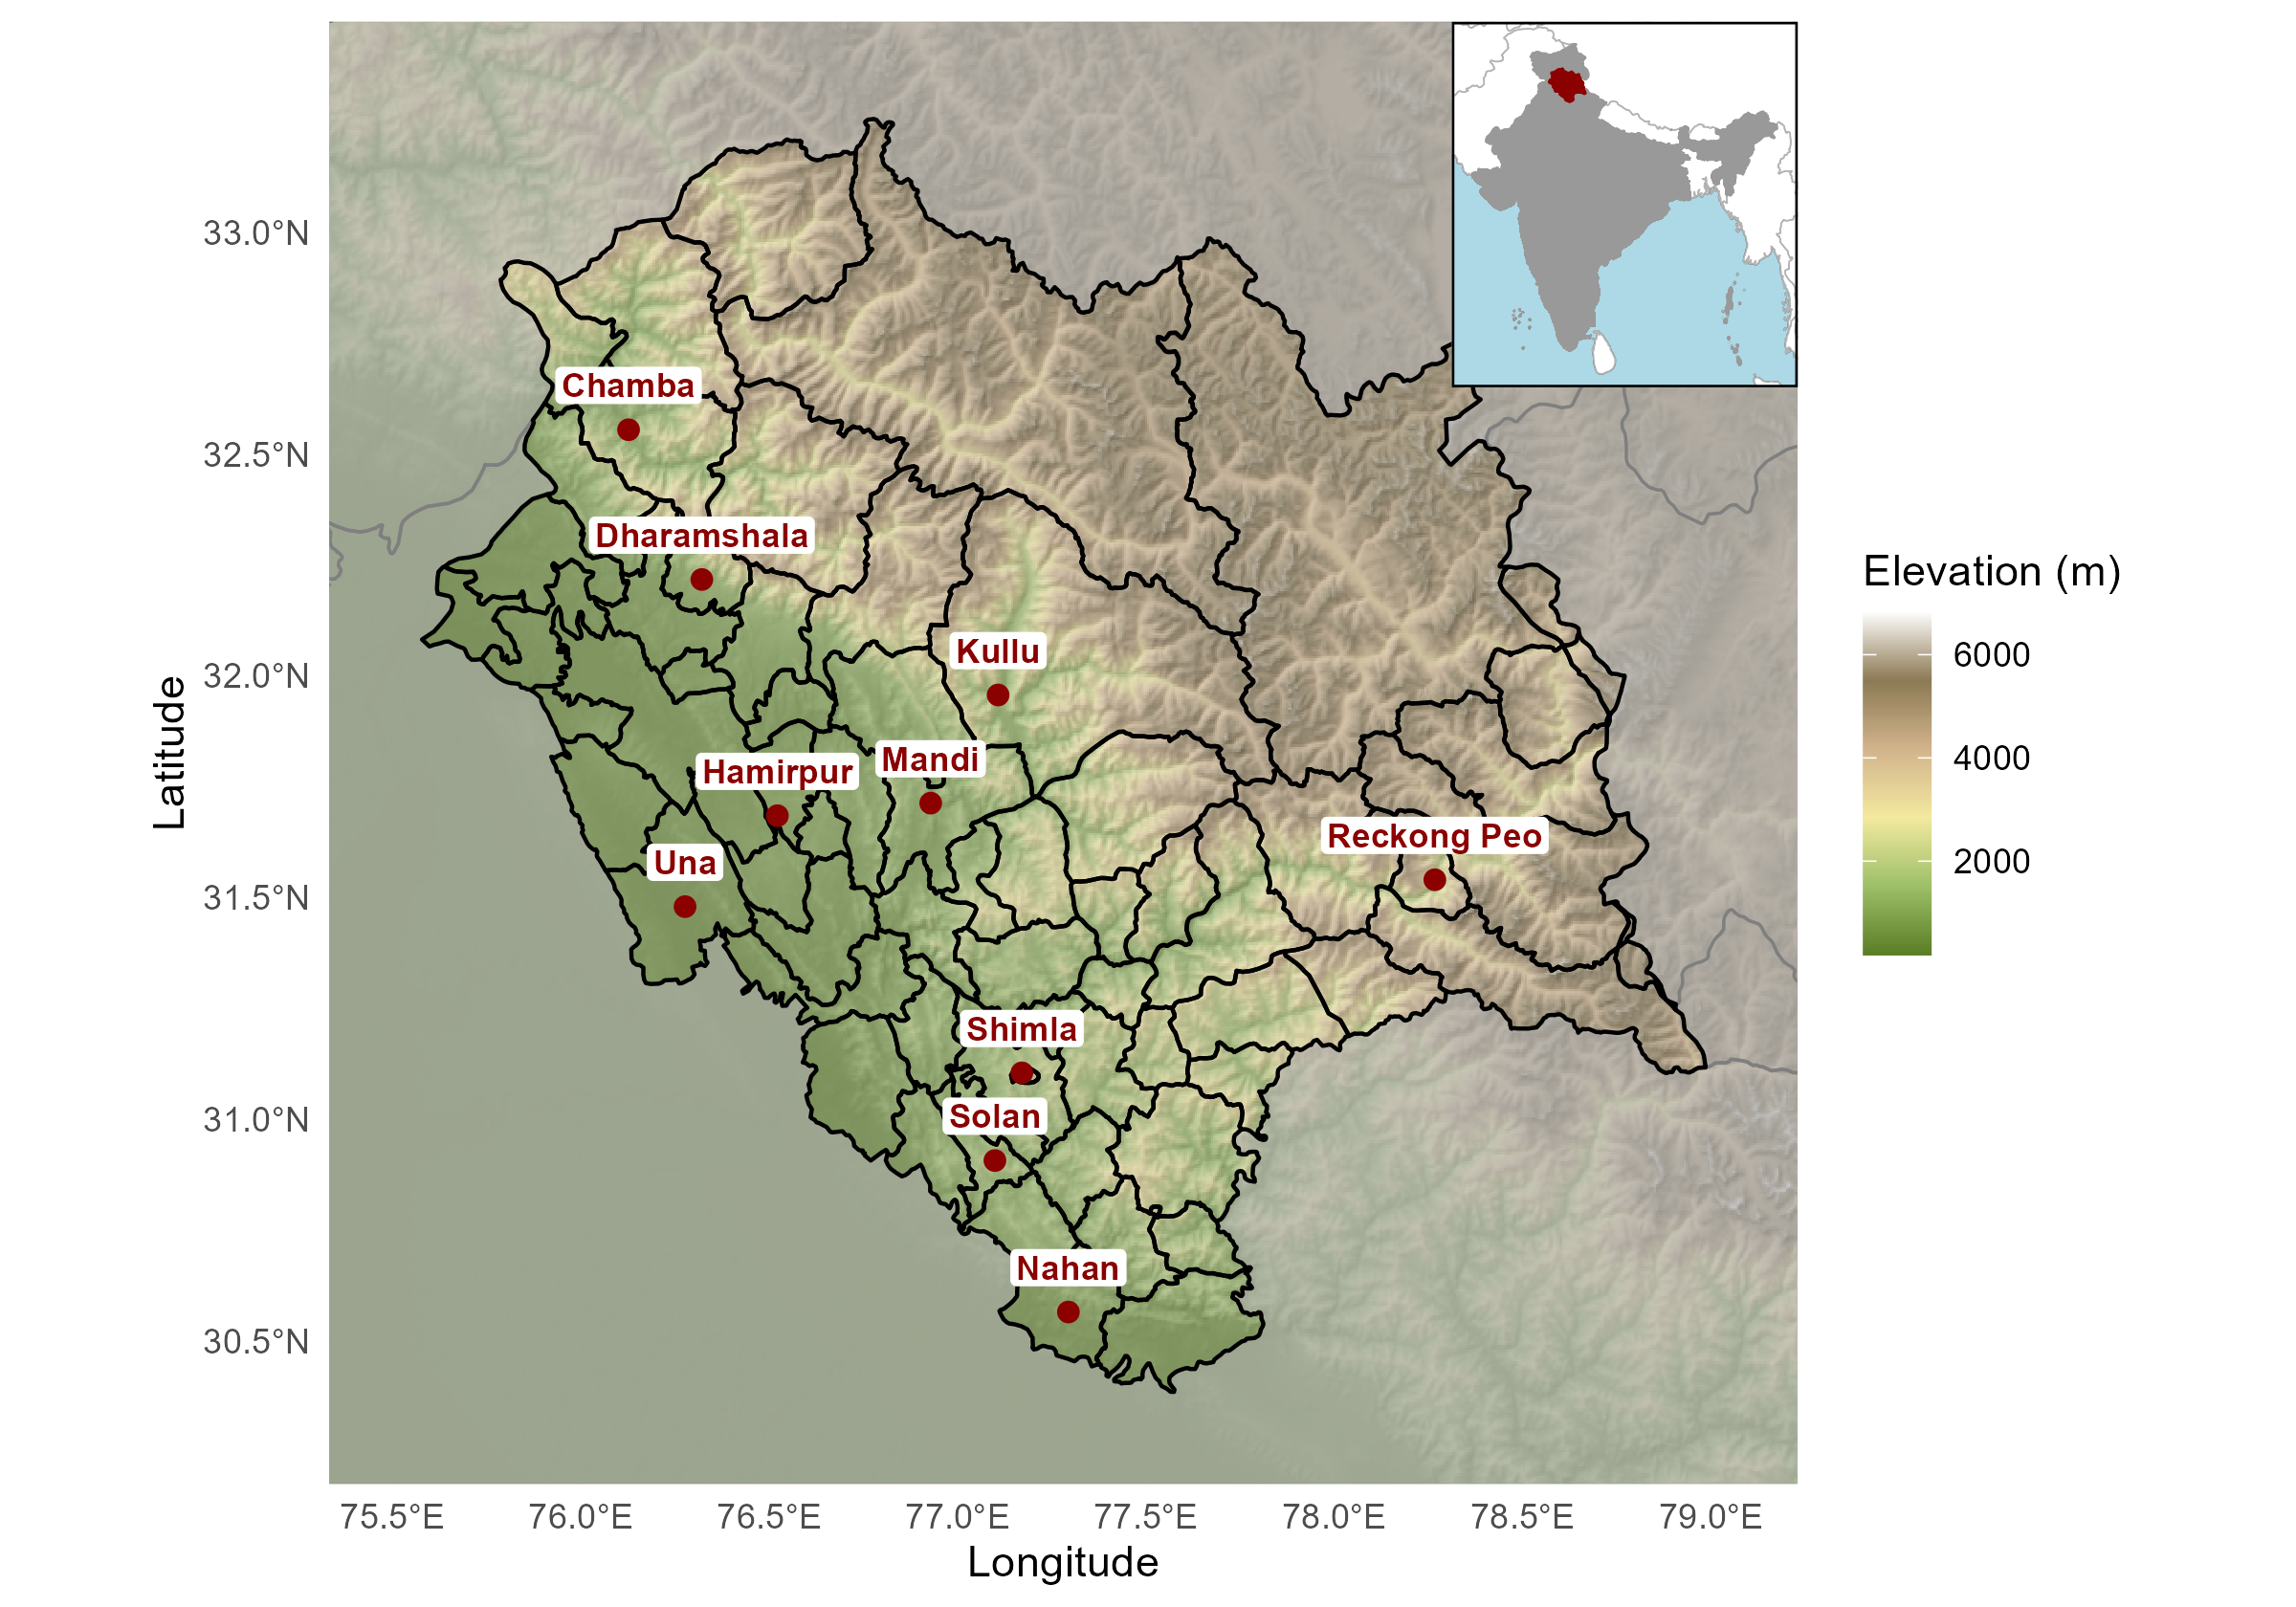 33.0°N
32.5°N
32.0°N
31.5°N
31.0°N
30.5°N
Latitude
Chamba
Dharamshala
Kullu
Mandi
Hamirpur
Reckong Peo
Una
Shimla
Solan
Nahan
75.5°E
76.0°E
76.5°E
77.0°E
77.5°E
78.0°E
78.5°E
79.0°E
Longitude
Elevation (m)
6000
4000
2000